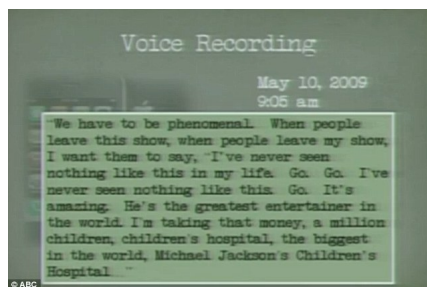 Voice Recording
May 10, 2009
9:05 am
"We have to be phenomenal. When people
leave this show, when people leave my show,
I want them to say, "I've never seen
nothing like this in my life. Go. Go. I've
never seen nothing like this. Go. It's
amazing. He's the greatest entertainer in
the world. I'm taking that money, a million
children, children's hospital, the biggest
in the world, Michael Jackson's Children's
Hospital..."
© ABC